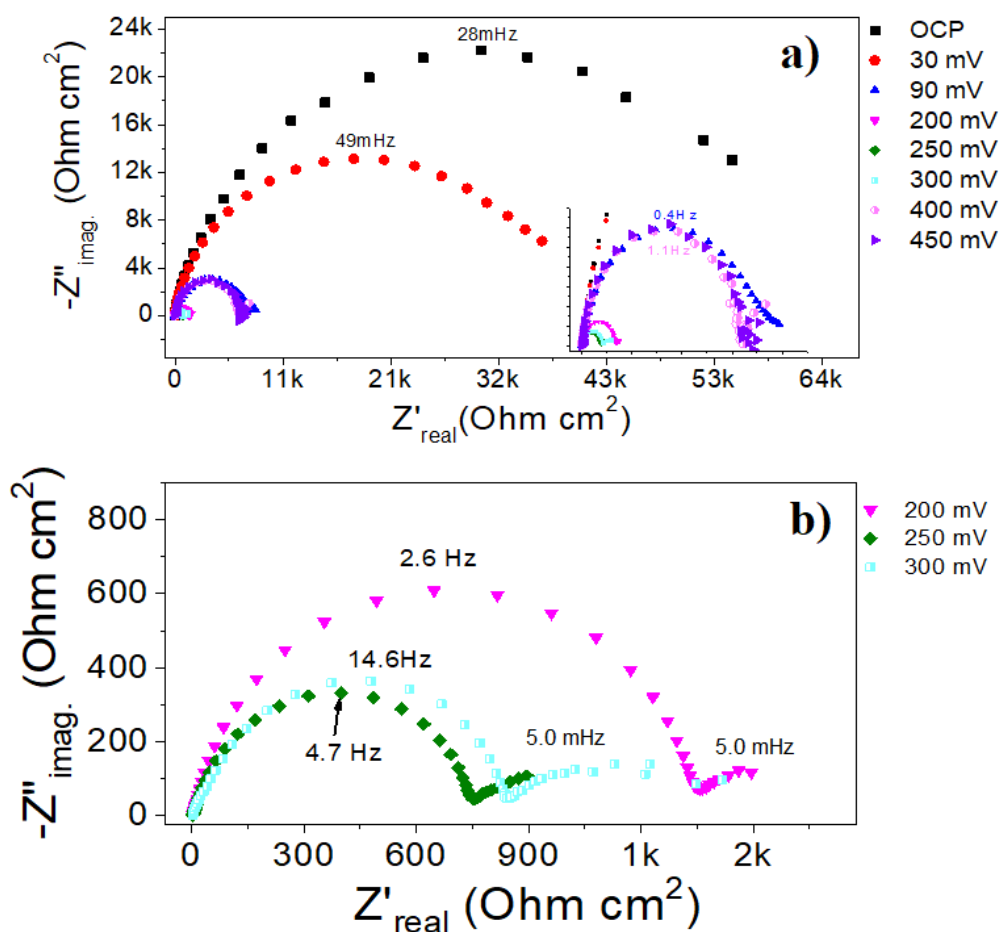 24k
20k
16k
12k
8k
4k
0
-Z"imag. (Ohm cm²)
28mHz
49mHz
a)
0.4Hz
1.1Hz
0
11k
21k
32k
43k
53k
64k
Z'real(Ohm cm²)
OCP
30 mV
90 mV
200 mV
250 mV
300 mV
400 mV
450 mV
800
600
400
200
0
-Z"imag. (Ohm cm²)
b)
2.6 Hz
14.6Hz
4.7 Hz
5.0 mHz
5.0 mHz
0
300
600
900
1k
2k
Z'real (Ohm cm²)
200 mV
250 mV
300 mV